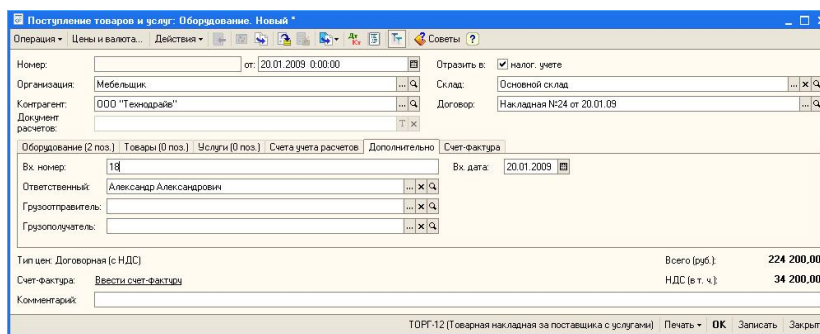 Поступление товаров и услуг: Оборудование. Новый *
Операция Цены и валюта... Действия Дт Кт Советы ?
Номер: от: 20.01.2009 0:00:00 Отразить в: налог. учете
Организация: Мебельщик Склад: Основной склад
Контрагент: ООО "Технодрайв" Договор: Накладная №24 от 20.01.09
Документ
расчетов:
Оборудование (2 поз.) Товары (0 поз.) Услуги (0 поз.) Счета учета расчетов Дополнительно Счет-фактура
Вх. номер: 18 Вх. дата: 20.01.2009
Ответственный: Александр Александрович
Грузоотправитель:
Грузополучатель:
Тип цен: Договорная (с НДС) Всего (руб.): 224 200,00
Счет-фактура: Ввести счет-фактуру НДС (в т. ч.): 34 200,00
Комментарий:
ТОРГ-12 (Товарная накладная за поставщика с услугами) Печать OK Записать Закрыт